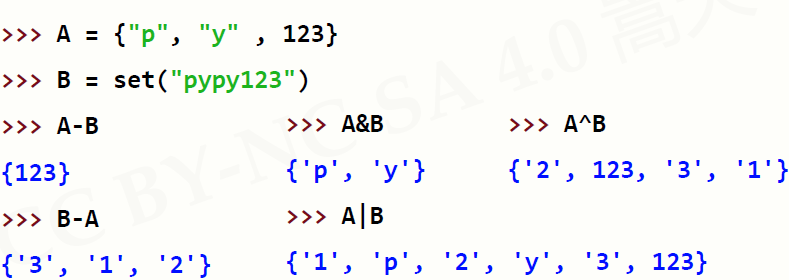 >>> A = {"p", "y" , 123}
>>> B = set("pypy123")
>>> A-B
{123}
>>> B-A
{'3', '1', '2'}
>>> A&B
{'p', 'y'}
>>> A|B
{'1', 'p', '2', 'y', '3', 123}
>>> A^B
{'2', 123, '3', '1'}
CC BY-NC SA 4.0 嵩天